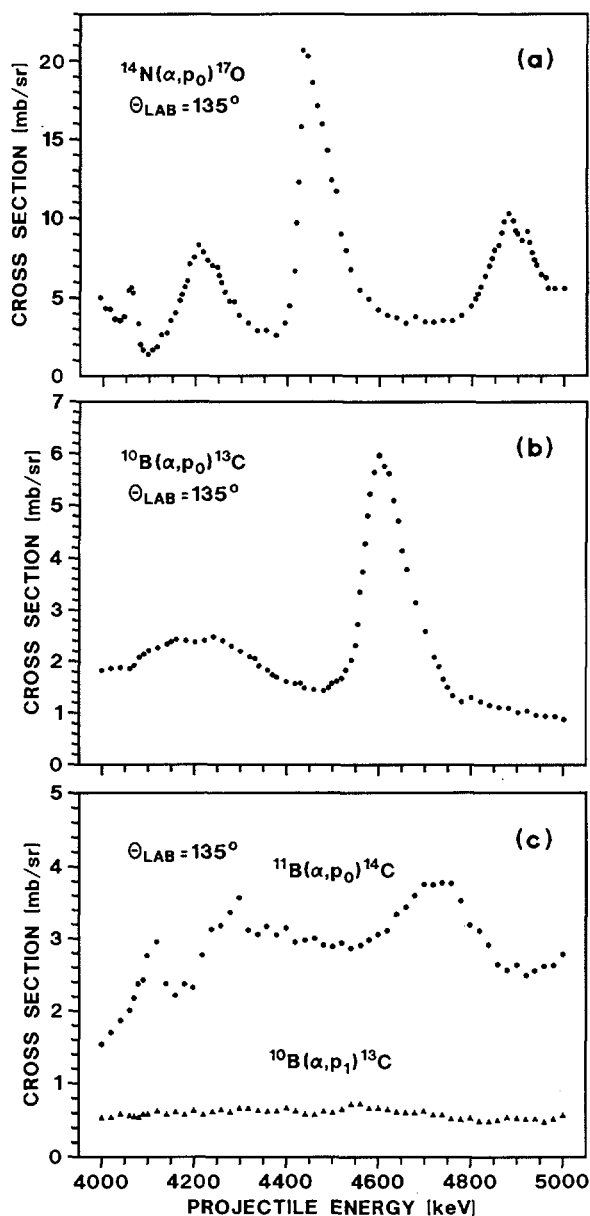 (a)
¹⁴N(α,p₀)¹⁷O
ΘLAB = 135°
CROSS SECTION [mb/sr]
20
15
10
5
0
(b)
¹⁰B(α,p₀)¹³C
ΘLAB = 135°
CROSS SECTION [mb/sr]
7
6
5
4
3
2
1
0
(c)
ΘLAB = 135°
¹¹B(α,p₀)¹⁴C
¹⁰B(α,p₁)¹³C
CROSS SECTION [mb/sr]
5
4
3
2
1
0
4000 4200 4400 4600 4800 5000
PROJECTILE ENERGY [keV]